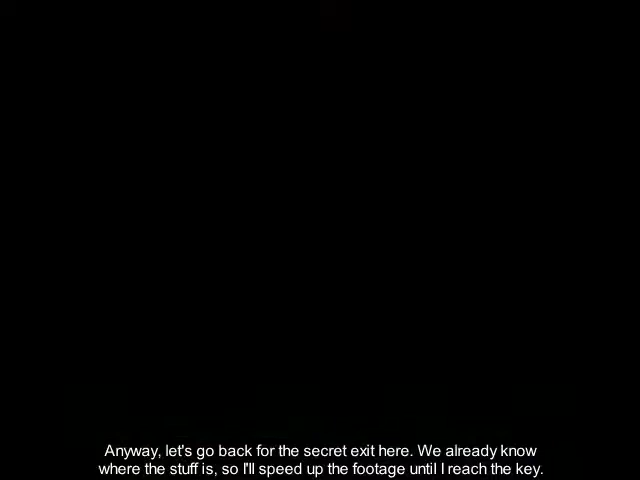 Anyway, let's go back for the secret exit here. We already know
where the stuff is, so I'll speed up the footage until I reach the key.